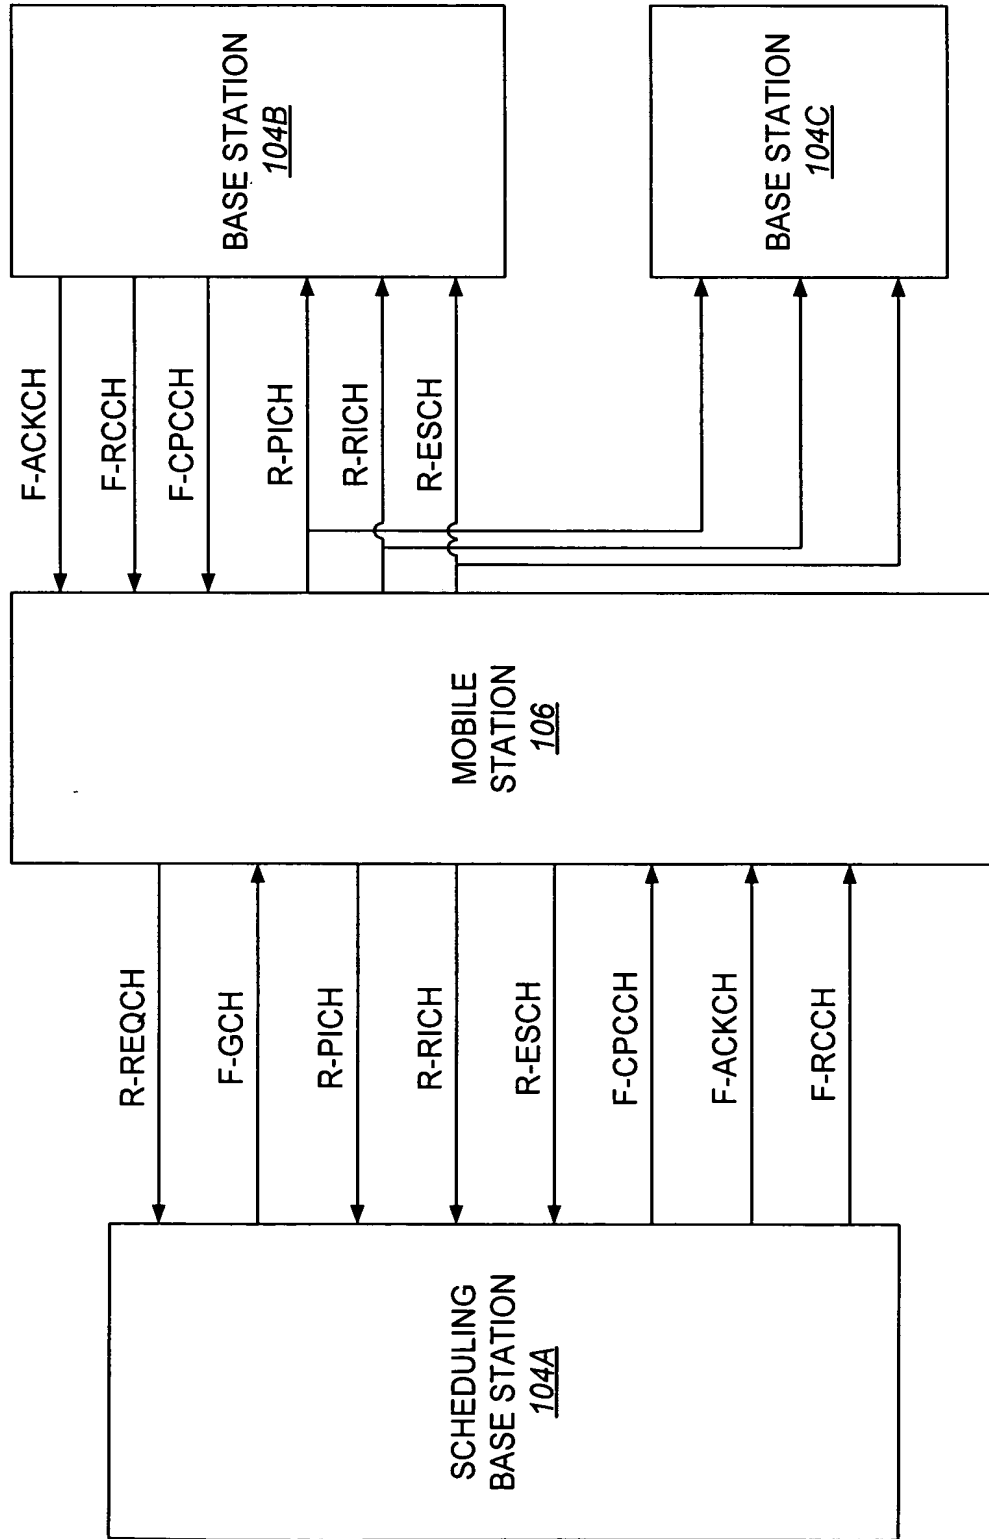 SCHEDULING
BASE STATION
104A
R-REQCH
F-GCH
R-PICH
R-RICH
R-ESCH
F-CPCCH
F-ACKCH
F-RCCH
MOBILE
STATION
106
F-ACKCH
F-RCCH
F-CPCCH
R-PICH
R-RICH
R-ESCH
BASE STATION
104B
BASE STATION
104C